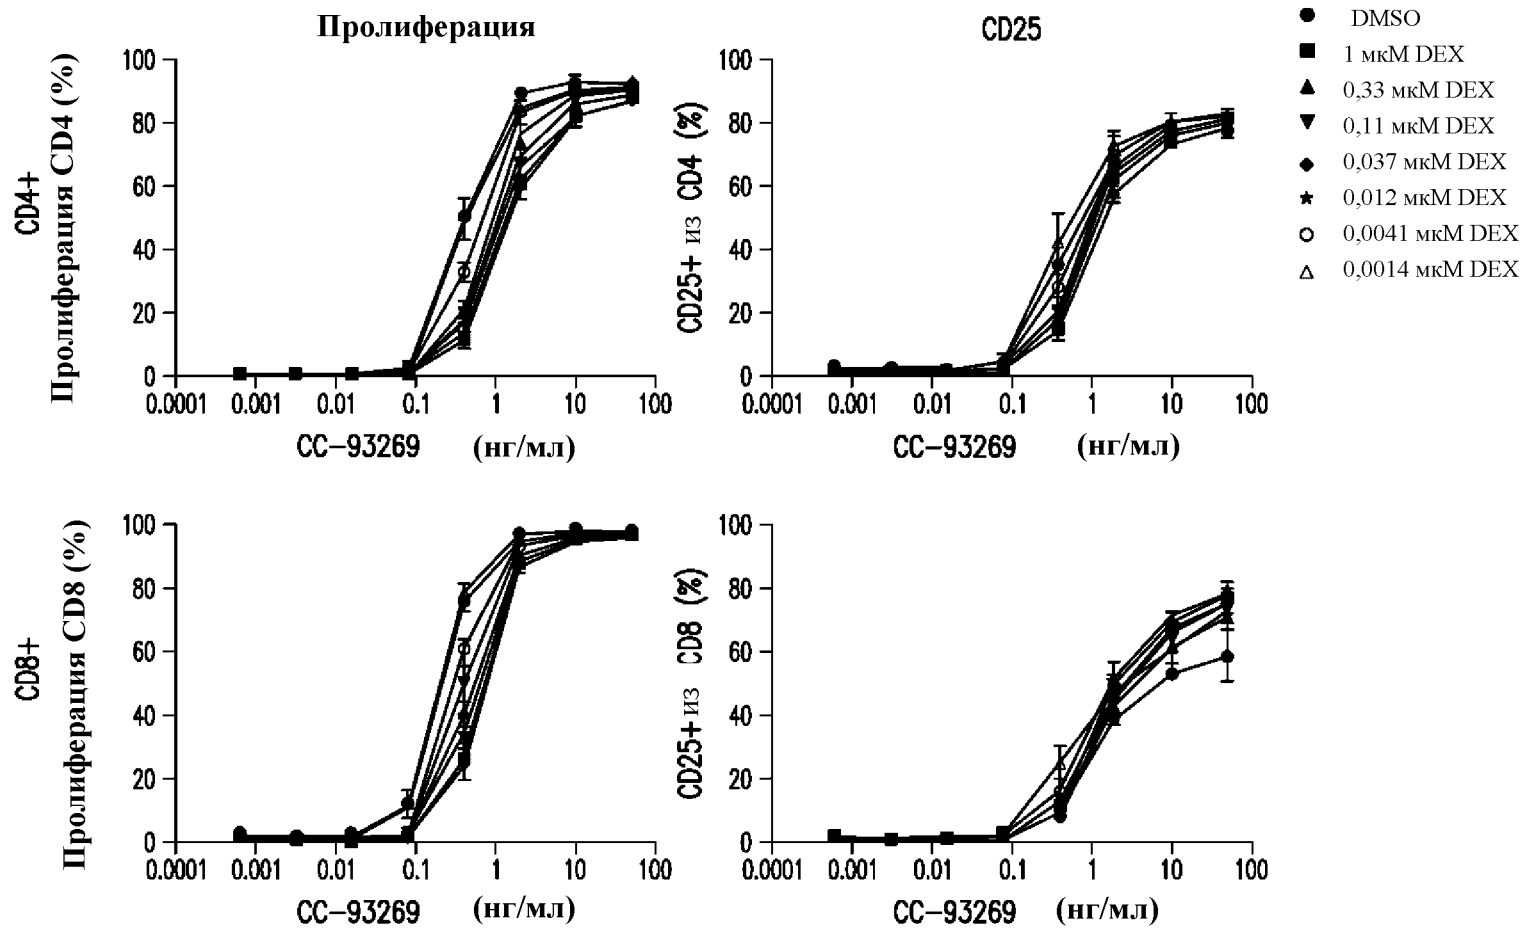 Пролиферация
CD4+
Пролиферация CD4 (%)
100
80
60
40
20
0
0.0001 0.001 0.01 0.1 1 10 100
CC-93269 (нг/мл)
CD25
CD25+ из CD4 (%)
100
80
60
40
20
0
0.0001 0.001 0.01 0.1 1 10 100
CC-93269 (нг/мл)
DMSO
1 мкМ DEX
0,33 мкМ DEX
0,11 мкМ DEX
0,037 мкМ DEX
0,012 мкМ DEX
0,0041 мкМ DEX
0,0014 мкМ DEX
CD8+
Пролиферация CD8 (%)
100
80
60
40
20
0
0.0001 0.001 0.01 0.1 1 10 100
CC-93269 (нг/мл)
CD25+ из CD8 (%)
100
80
60
40
20
0
0.0001 0.001 0.01 0.1 1 10 100
CC-93269 (нг/мл)